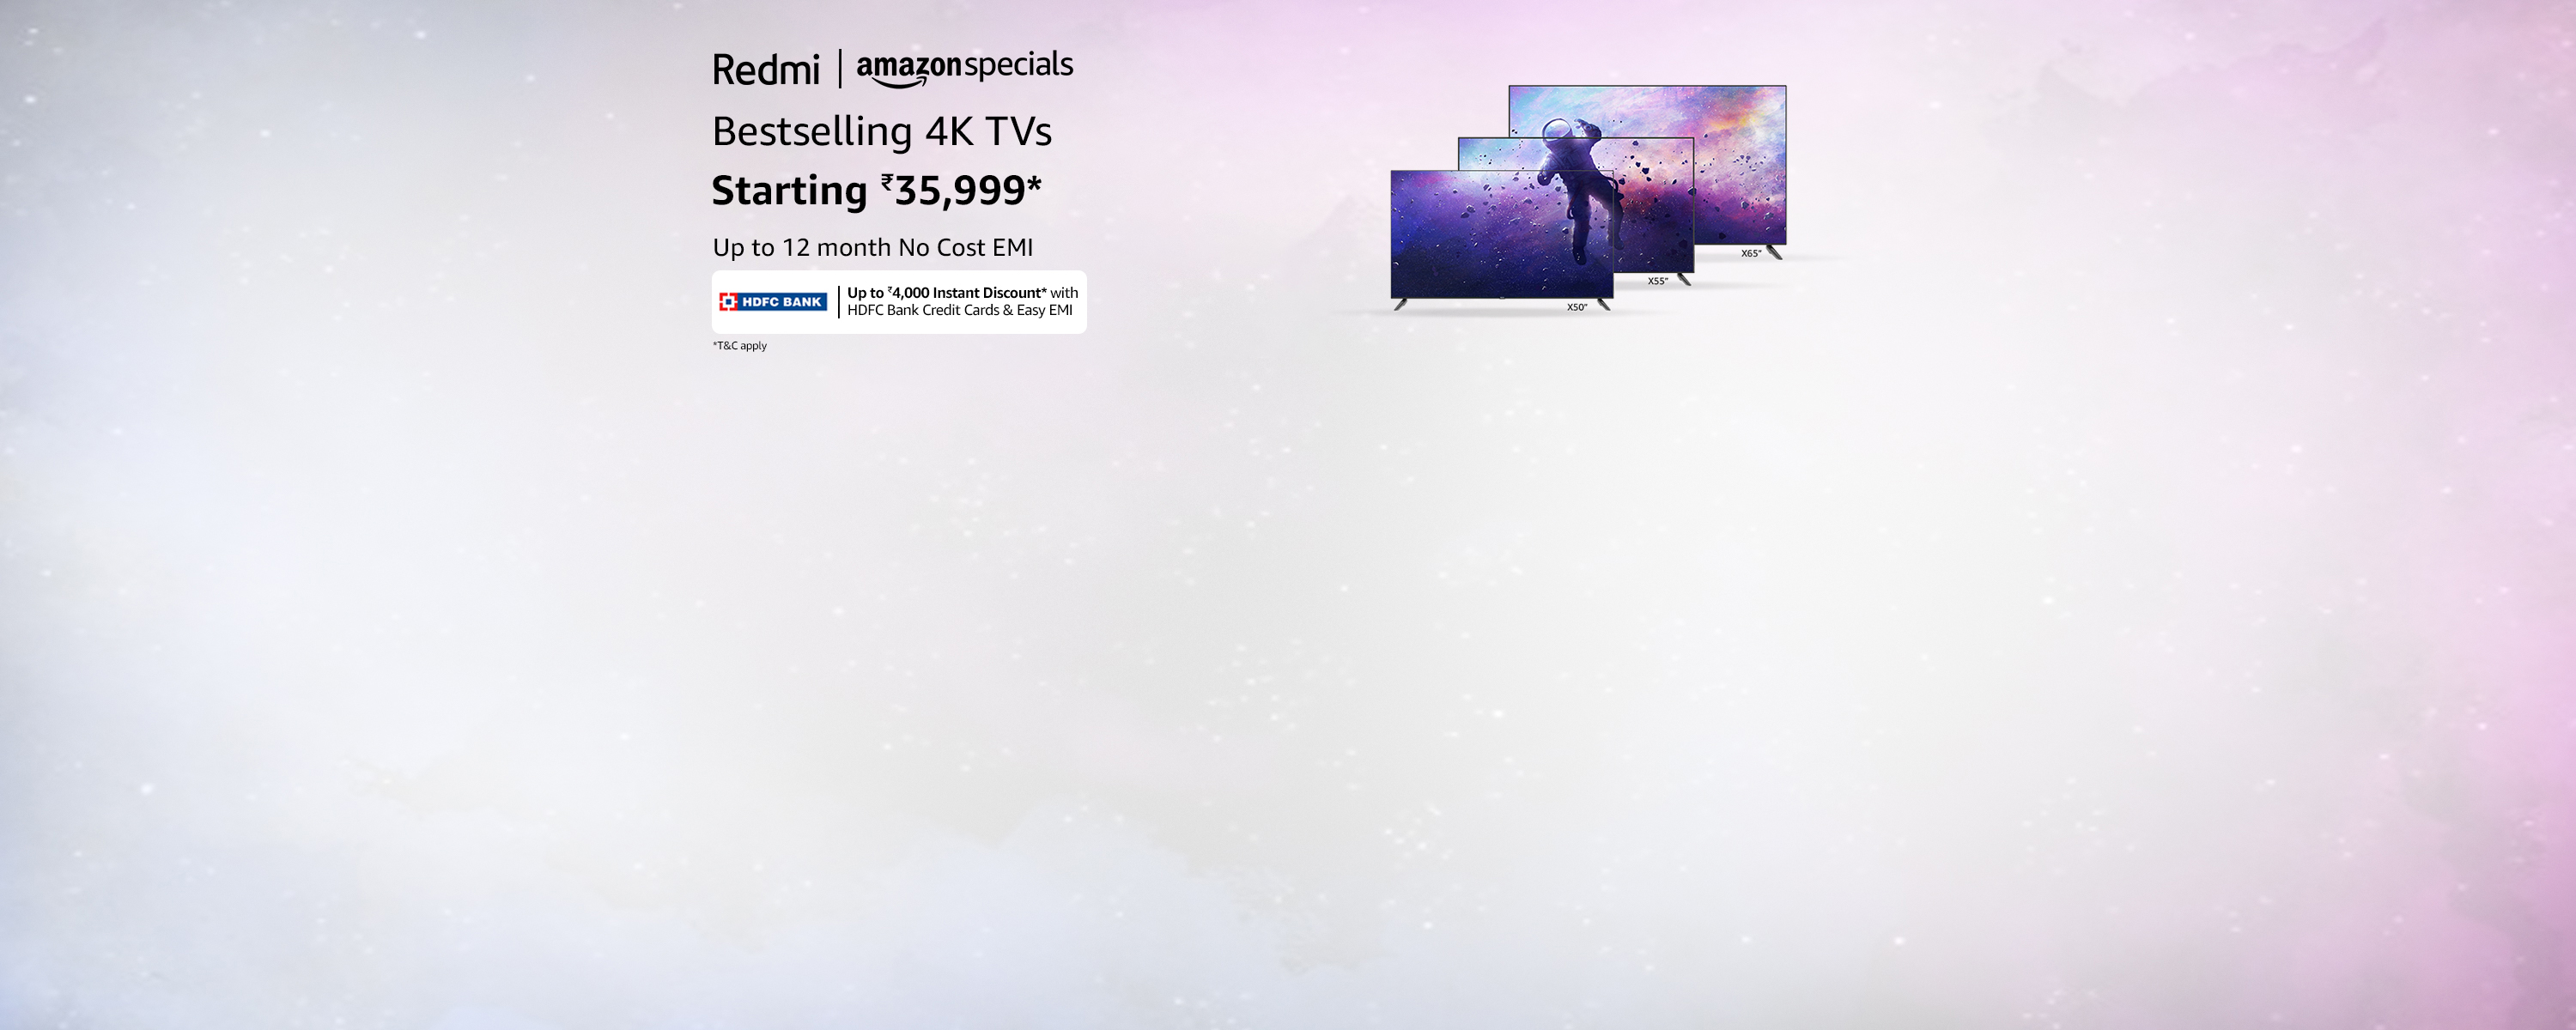 Redmi | amazonspecials
Bestselling 4K TVs
Starting ₹35,999*
Up to 12 month No Cost EMI
HDFC BANK
Up to ₹4,000 Instant Discount* with
HDFC Bank Credit Cards & Easy EMI
*T&C apply
X65"
X55"
X50"